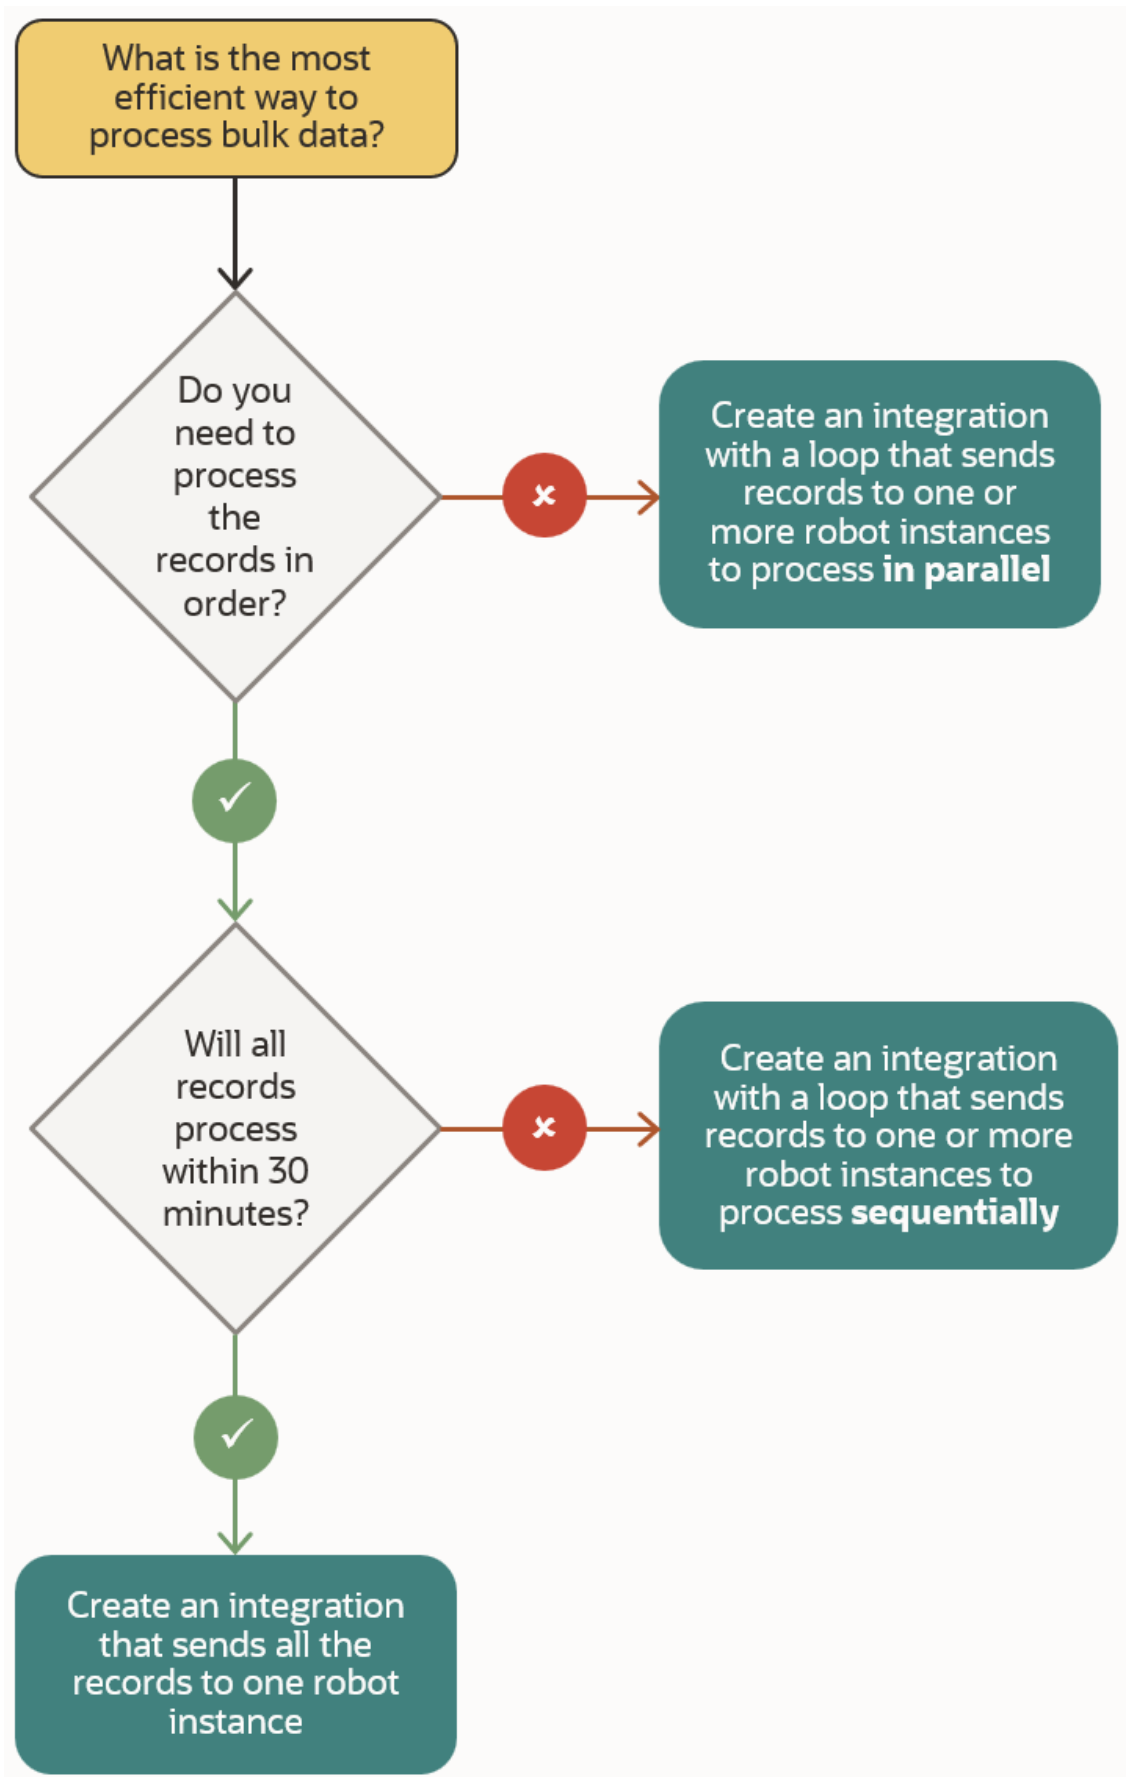 What is the most
efficient way to
process bulk data?
Do you
need to
process
the
records in
order?
Create an integration
with a loop that sends
records to one or
more robot instances
to process in parallel
Will all
records
process
within 30
minutes?
Create an integration
with a loop that sends
records to one or more
robot instances to
process sequentially
Create an integration
that sends all the
records to one robot
instance